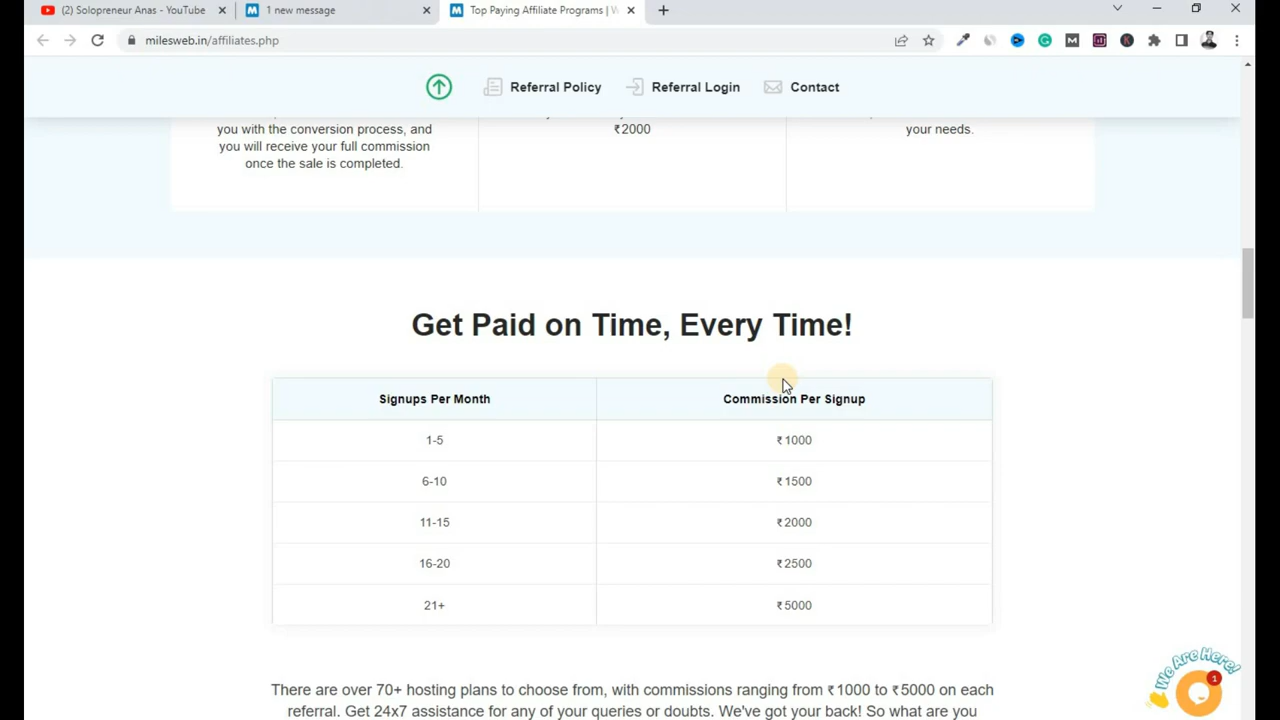 (2) Solopreneur Anas - YouTube
1 new message
Top Paying Affiliate Programs | W
milesweb.in/affiliates.php
Referral Policy
Referral Login
Contact
you with the conversion process, and
you will receive your full commission
once the sale is completed.
₹2000
your needs.
Get Paid on Time, Every Time!
Signups Per Month Commission Per Signup
1-5 ₹1000
6-10 ₹1500
11-15 ₹2000
16-20 ₹2500
21+ ₹5000
There are over 70+ hosting plans to choose from, with commissions ranging from ₹1000 to ₹5000 on each
referral. Get 24x7 assistance for any of your queries or doubts. We've got your back! So what are you
We Are Here!
1